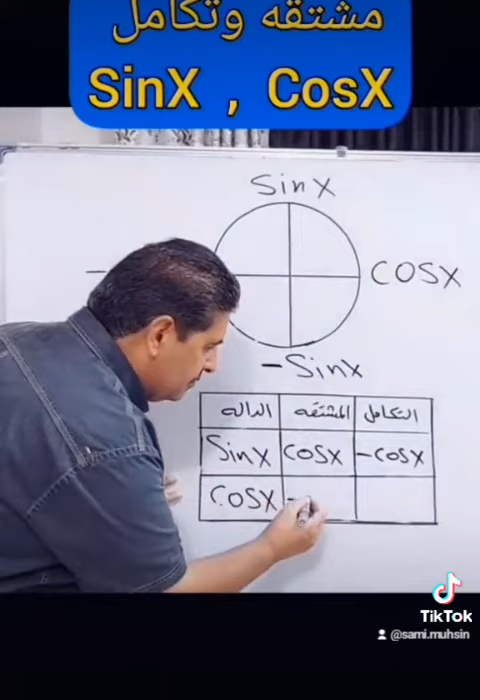 مشتقه وتكامل
SinX , CosX
Sinx
-
cosx
-Sinx
الداله المشتقه التكامل
Sinx cosx -cosx
cosx -
TikTok
@sami.muhsin